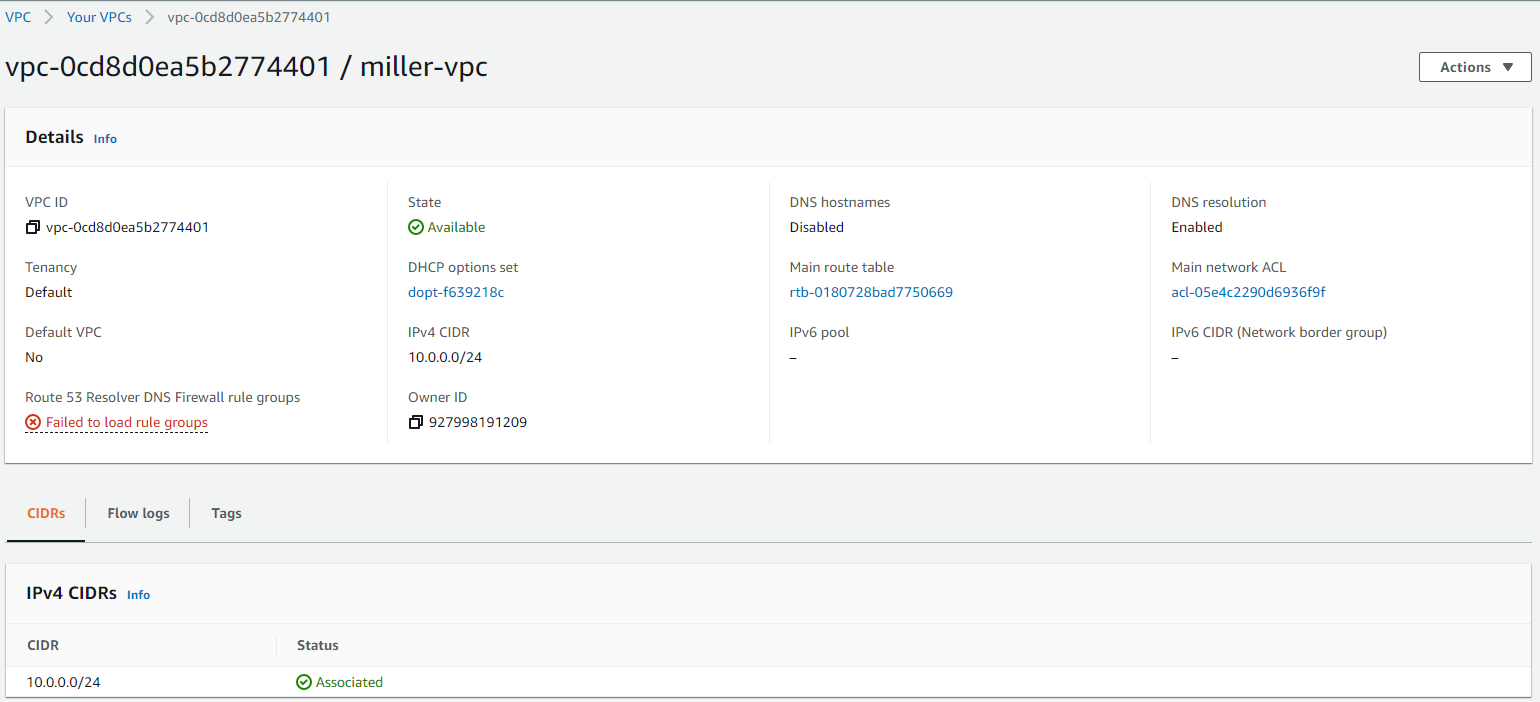 VPC > Your VPCs > vpc-0cd8d0ea5b2774401
vpc-0cd8d0ea5b2774401 / miller-vpc
Actions
Details Info
VPC ID
vpc-0cd8d0ea5b2774401
State
Available
DNS hostnames
Disabled
DNS resolution
Enabled
Tenancy
Default
DHCP options set
dopt-f639218c
Main route table
rtb-0180728bad7750669
Main network ACL
acl-05e4c2290d6936f9f
Default VPC
No
IPv4 CIDR
10.0.0.0/24
IPv6 pool
–
IPv6 CIDR (Network border group)
–
Route 53 Resolver DNS Firewall rule groups
Failed to load rule groups
Owner ID
927998191209
CIDRs Flow logs Tags
IPv4 CIDRs Info
CIDR Status
10.0.0.0/24 Associated